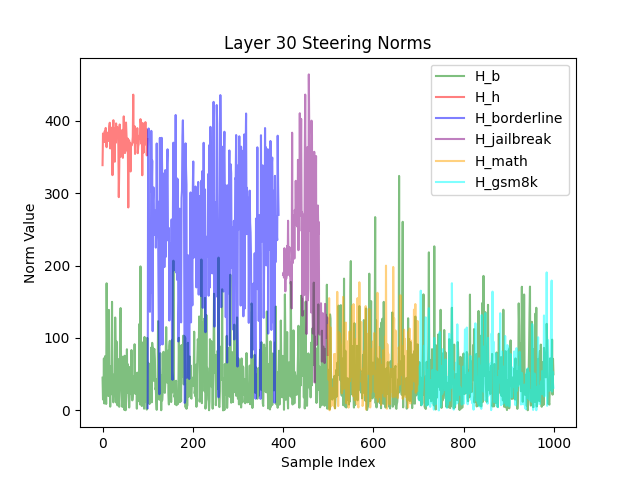 Layer 30 Steering Norms
H_b
H_h
H_borderline
H_jailbreak
H_math
H_gsm8k
Norm Value
400
300
200
100
0
0
200
400
600
800
1000
Sample Index